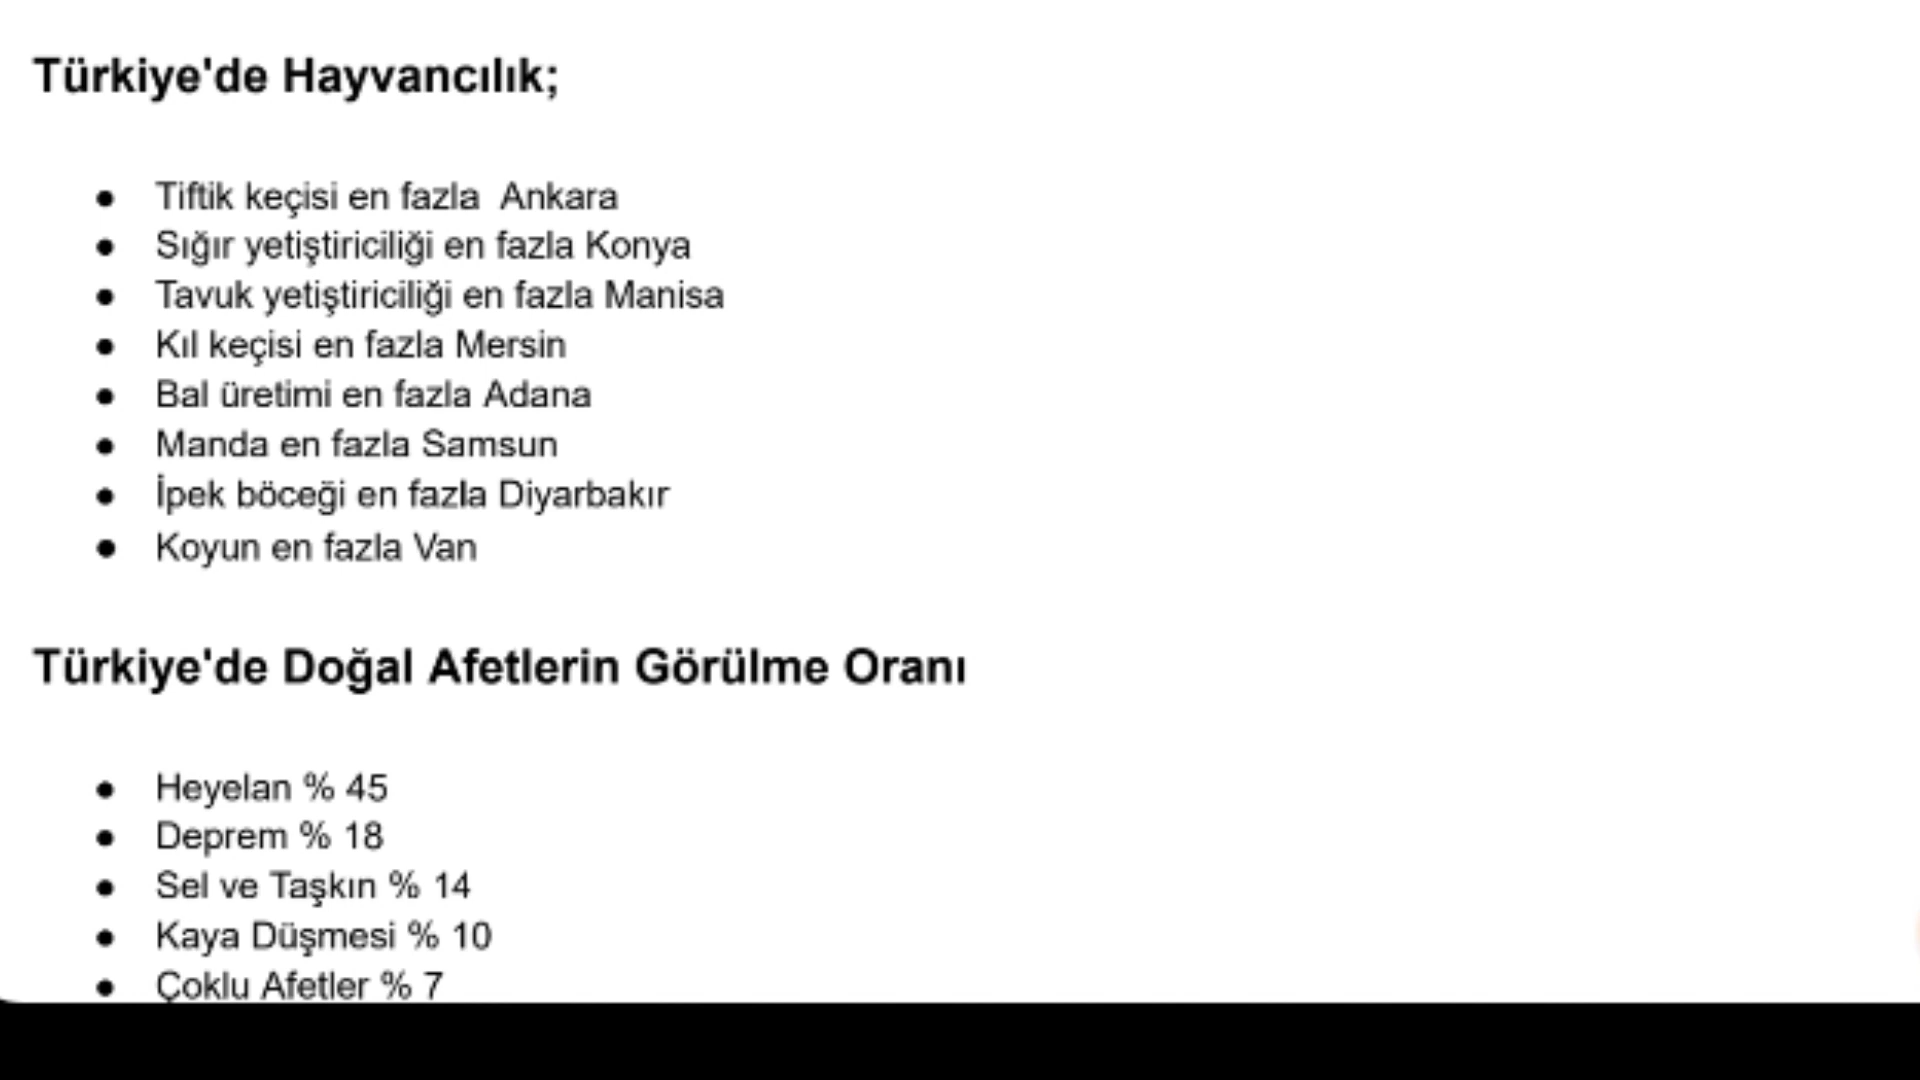 Türkiye'de Hayvancılık;
● Tiftik keçisi en fazla  Ankara
● Sığır yetiştiriciliği en fazla Konya
● Tavuk yetiştiriciliği en fazla Manisa
● Kıl keçisi en fazla Mersin
● Bal üretimi en fazla Adana
● Manda en fazla Samsun
● İpek böceği en fazla Diyarbakır
● Koyun en fazla Van
Türkiye'de Doğal Afetlerin Görülme Oranı
● Heyelan % 45
● Deprem % 18
● Sel ve Taşkın % 14
● Kaya Düşmesi % 10
● Çoklu Afetler % 7